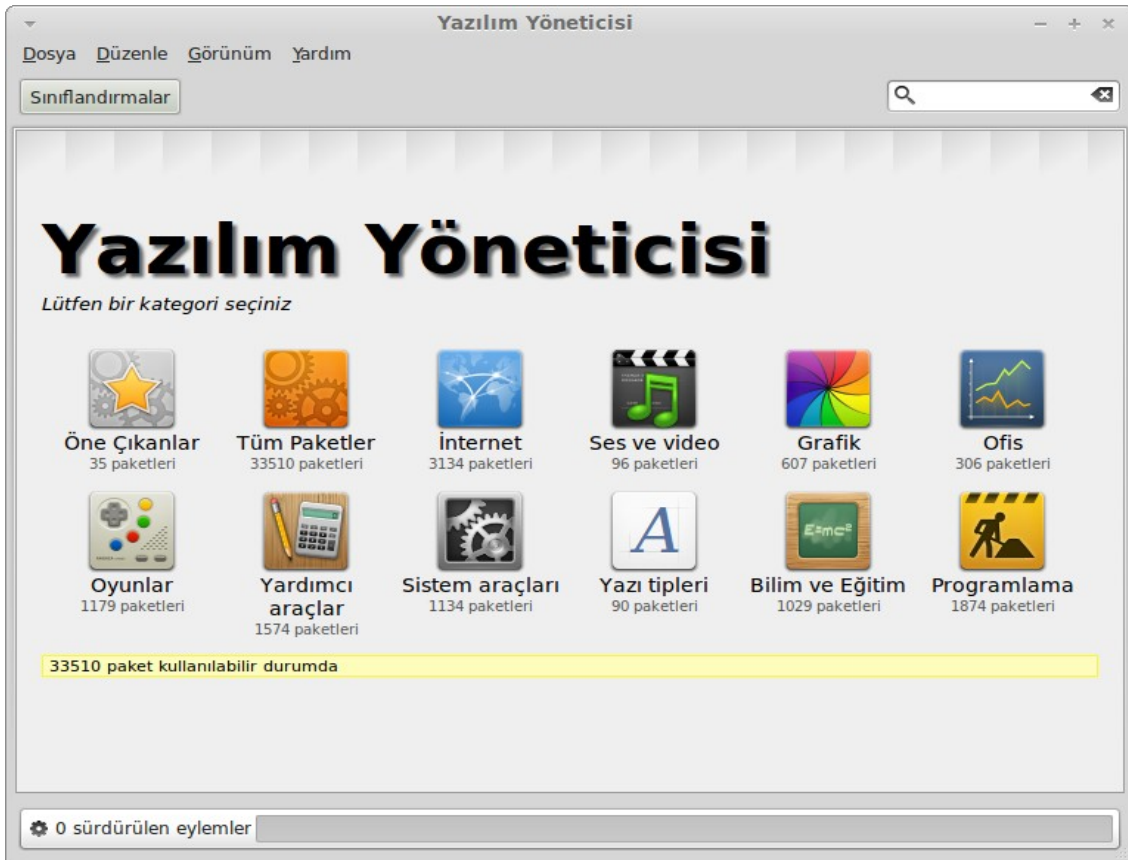 Yazılım Yöneticisi
Dosya Düzenle Görünüm Yardım
Sınıflandırmalar
Yazılım Yöneticisi
Lütfen bir kategori seçiniz
Öne Çıkanlar
35 paketleri
Tüm Paketler
33510 paketleri
İnternet
3134 paketleri
Ses ve video
96 paketleri
Grafik
607 paketleri
Ofis
306 paketleri
Oyunlar
1179 paketleri
Yardımcı
araçlar
1574 paketleri
Sistem araçları
1134 paketleri
A
Yazı tipleri
90 paketleri
E=mc²
Bilim ve Eğitim
1029 paketleri
Programlama
1874 paketleri
33510 paket kullanılabilir durumda
0 sürdürülen eylemler